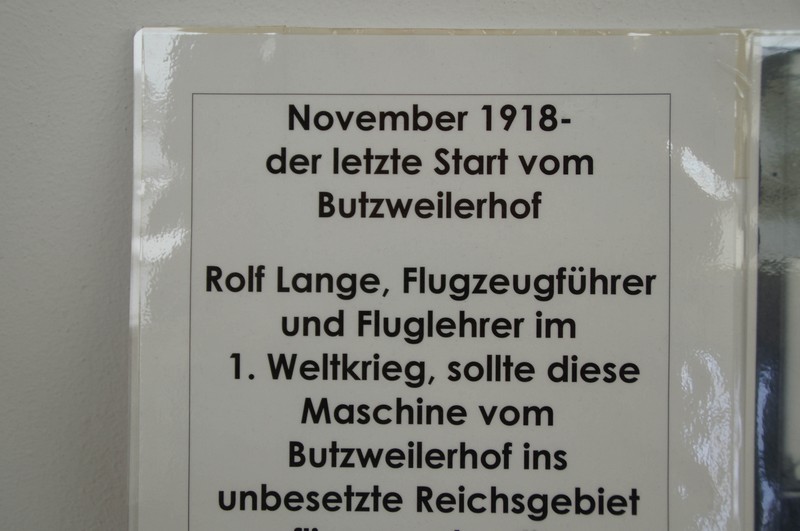 November 1918-
der letzte Start vom
Butzweilerhof
Rolf Lange, Flugzeugführer
und Fluglehrer im
1. Weltkrieg, sollte diese
Maschine vom
Butzweilerhof ins
unbesetzte Reichsgebiet